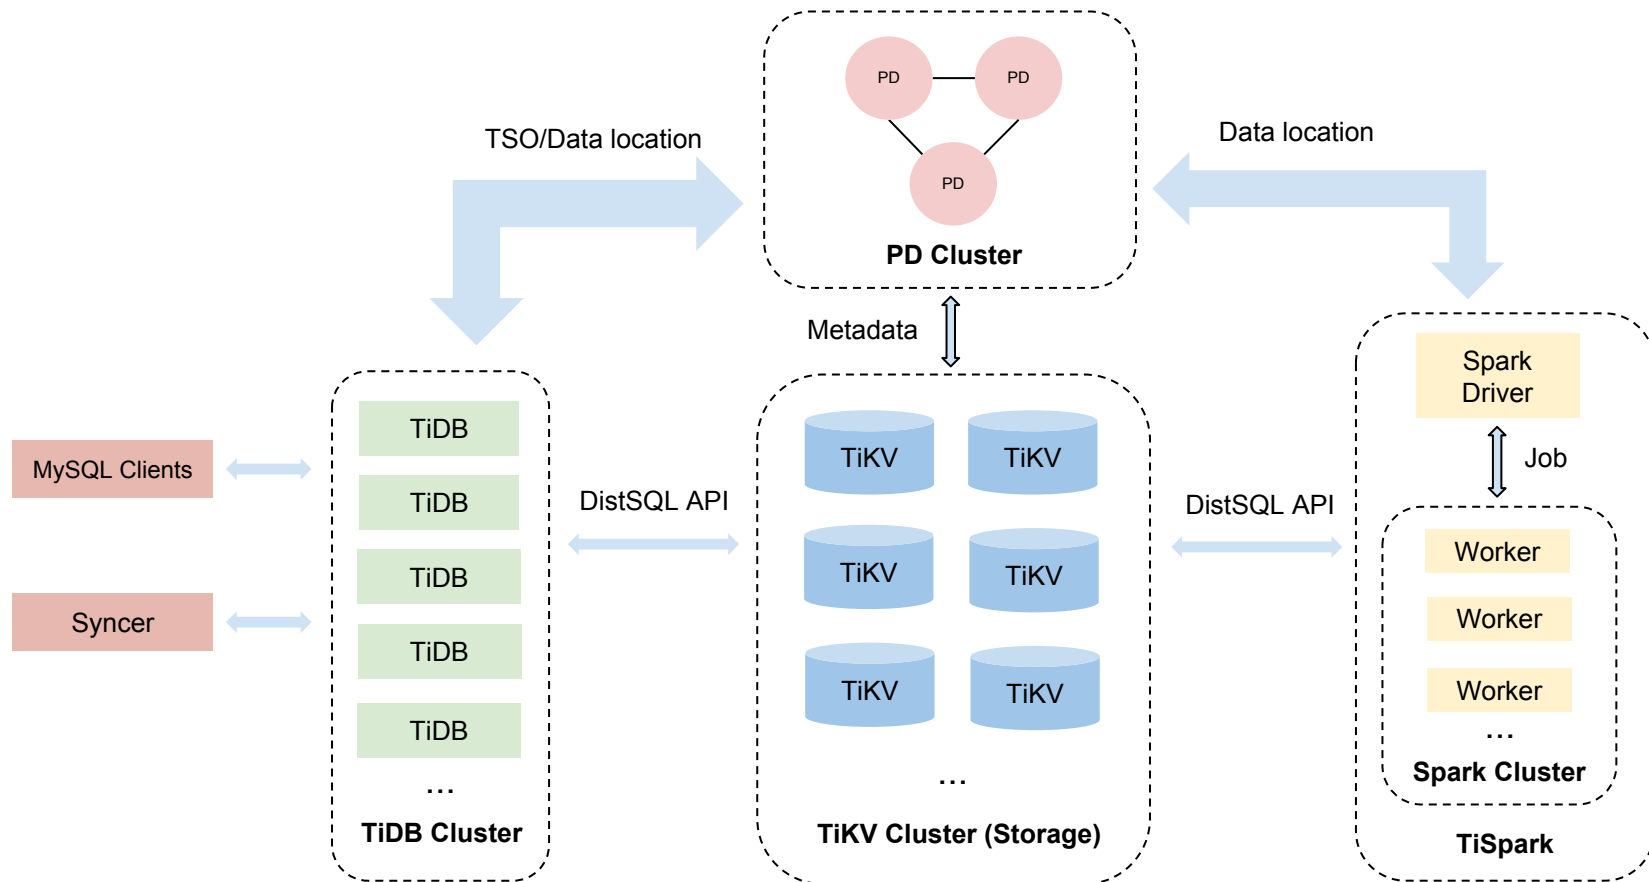 PD
PD
PD
PD Cluster
TSO/Data location
Data location
Metadata
MySQL Clients
Syncer
TiDB
TiDB
TiDB
TiDB
TiDB
...
TiDB Cluster
DistSQL API
TiKV
TiKV
TiKV
TiKV
TiKV
TiKV
...
TiKV Cluster (Storage)
DistSQL API
Spark
Driver
Job
Worker
Worker
Worker
...
Spark Cluster
TiSpark